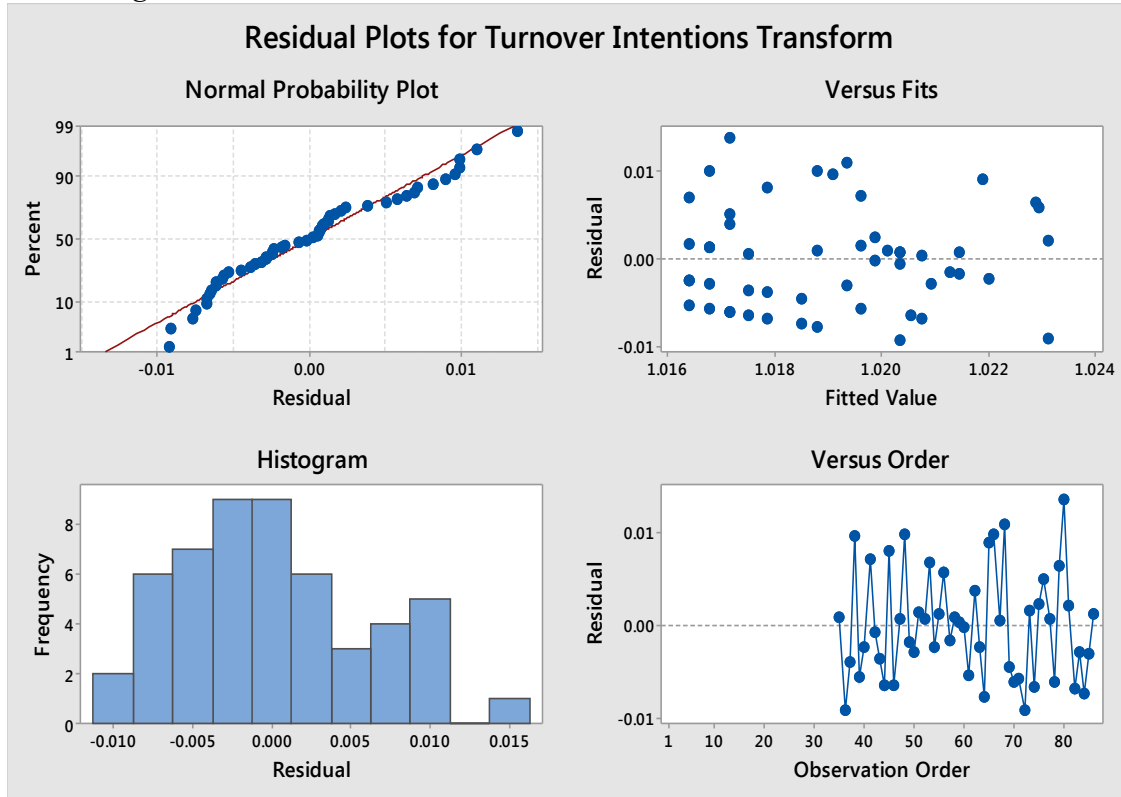 Residual Plots for Turnover Intentions Transform
Normal Probability Plot
99
90
50
10
1
Percent
-0.01 0.00 0.01
Residual
Versus Fits
0.01
0.00
-0.01
Residual
1.016 1.018 1.020 1.022 1.024
Fitted Value
Histogram
8
6
4
2
0
Frequency
-0.010 -0.005 0.000 0.005 0.010 0.015
Residual
Versus Order
0.01
0.00
-0.01
Residual
1 10 20 30 40 50 60 70 80
Observation Order